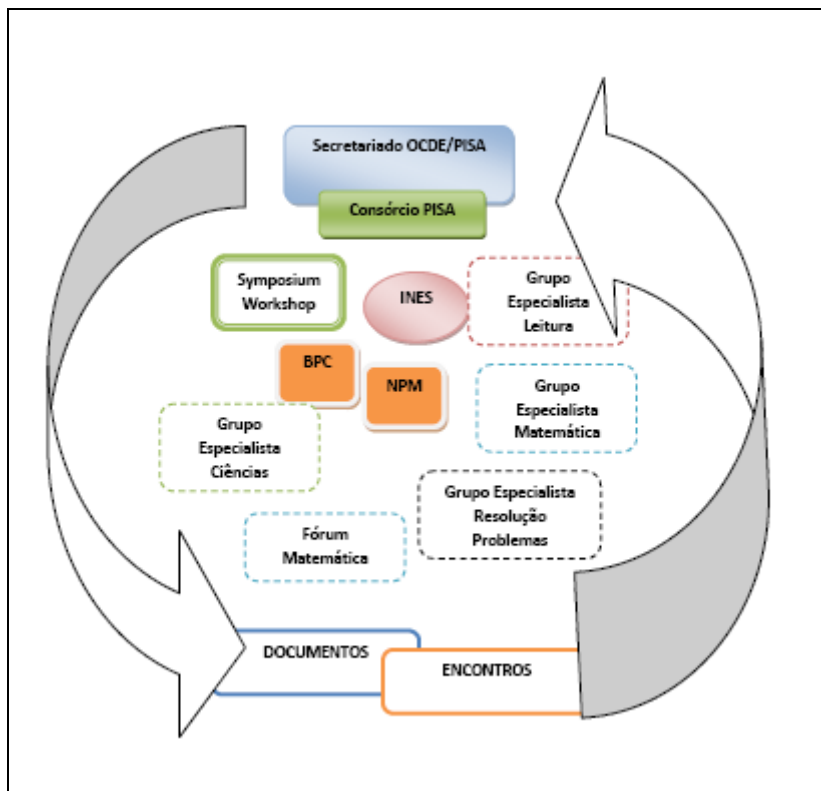 Secretariado OCDE/PISA
Consórcio PISA
Symposium
Workshop
INES
Grupo
Especialista
Leitura
BPC
NPM
Grupo
Especialista
Matemática
Grupo
Especialista
Ciências
Grupo Especialista
Resolução
Problemas
Fórum
Matemática
DOCUMENTOS
ENCONTROS